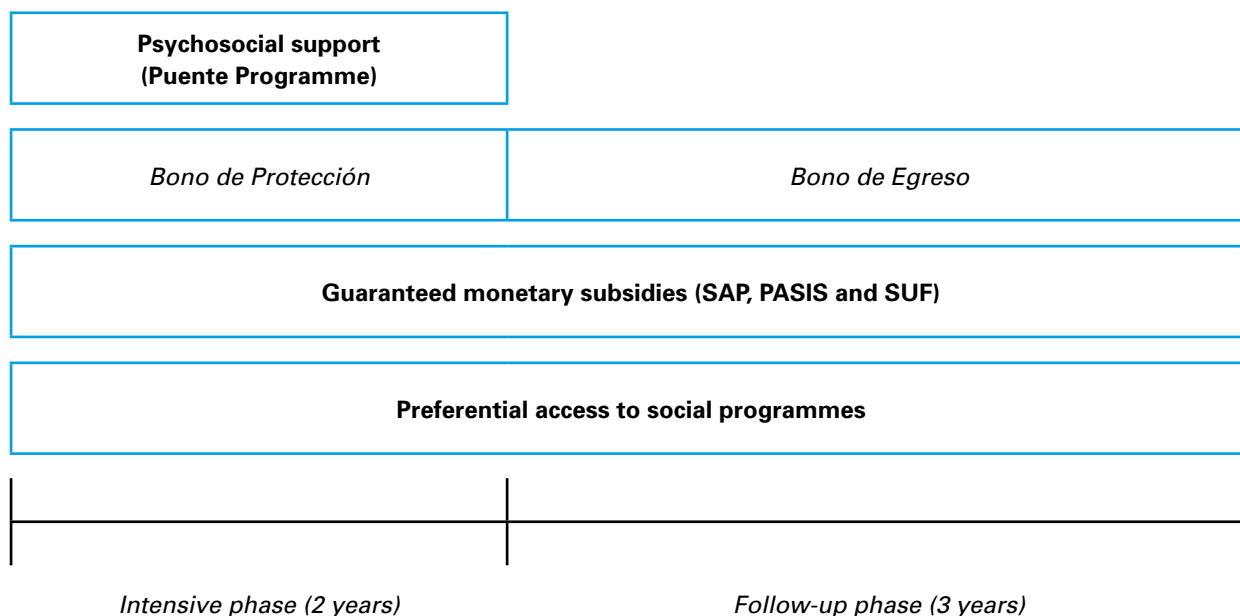 Psychosocial support
(Puente Programme)
Bono de Protección
Bono de Egreso
Guaranteed monetary subsidies (SAP, PASIS and SUF)
Preferential access to social programmes
Intensive phase (2 years)
Follow-up phase (3 years)